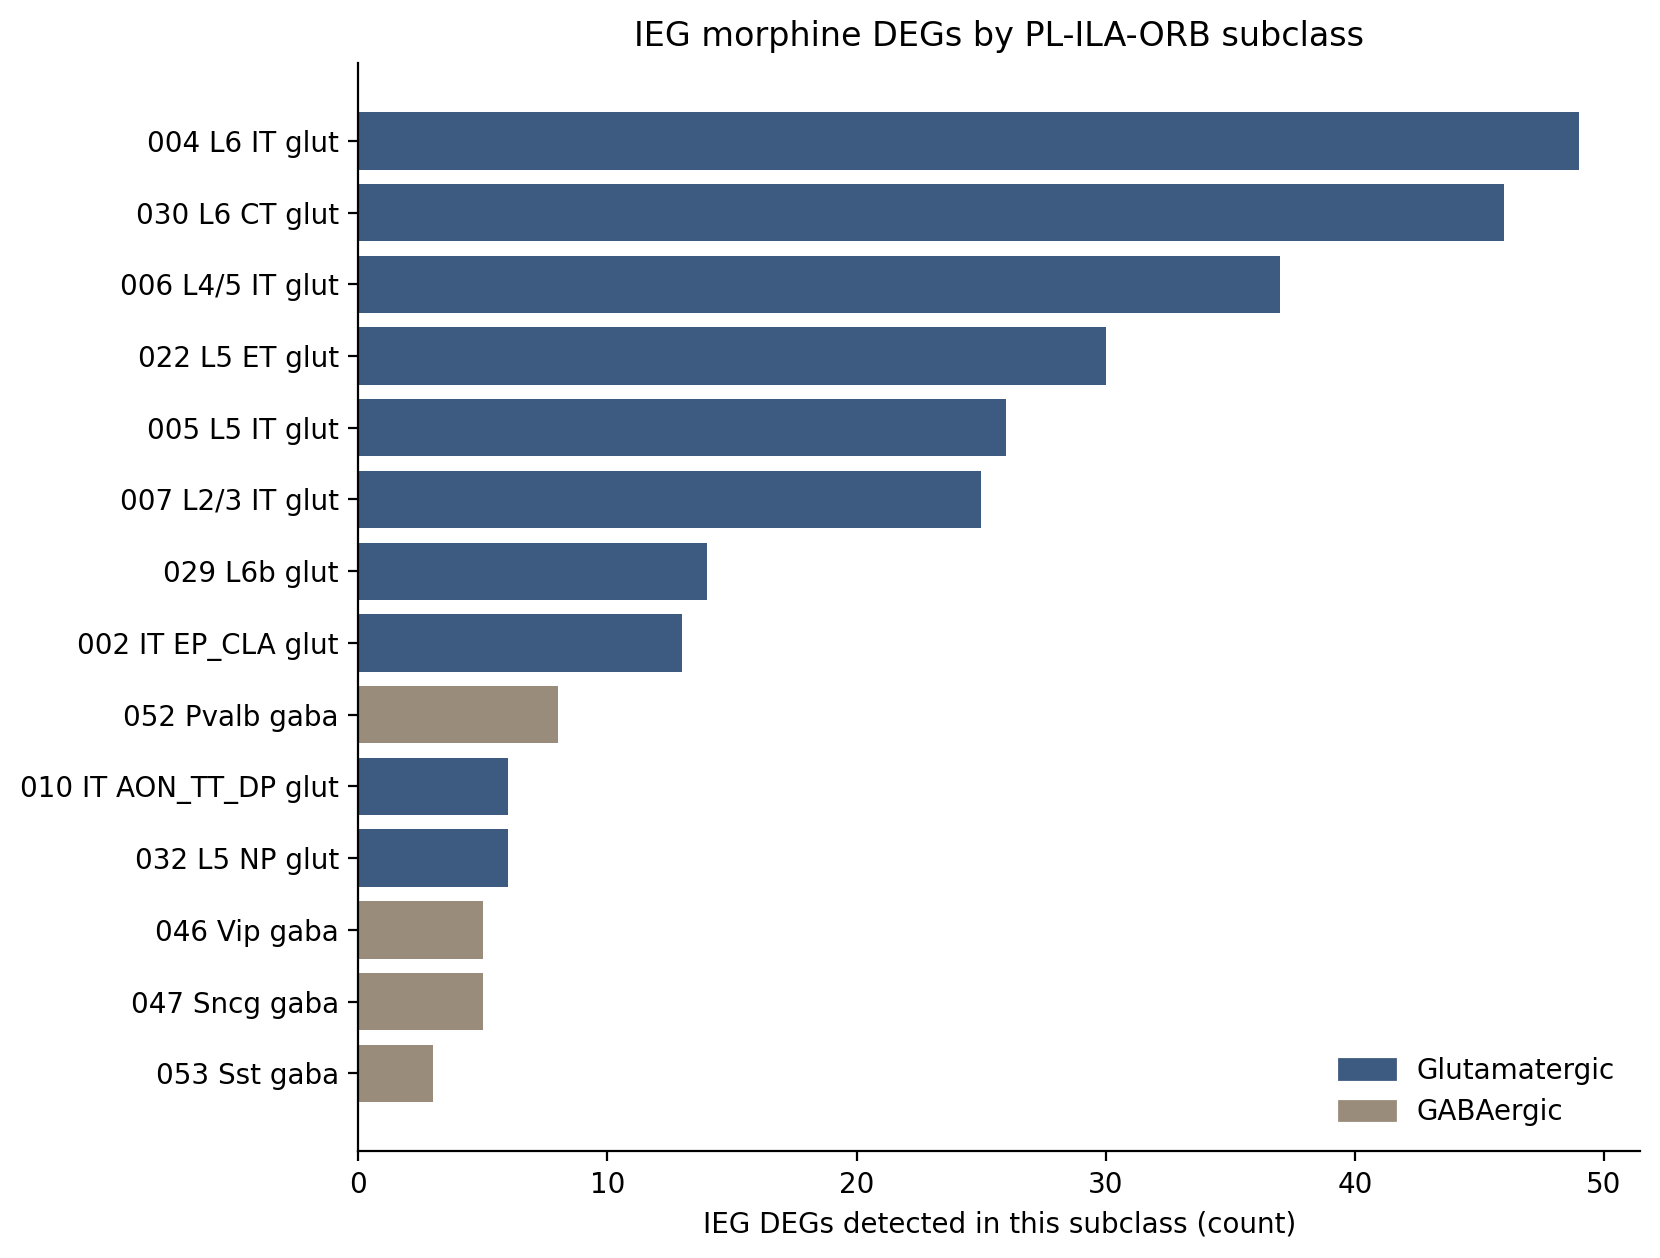 IEG morphine DEGs by PL-ILA-ORB subclass
004 L6 IT glut
030 L6 CT glut
006 L4/5 IT glut
022 L5 ET glut
005 L5 IT glut
007 L2/3 IT glut
029 L6b glut
002 IT EP_CLA glut
052 Pvalb gaba
010 IT AON_TT_DP glut
032 L5 NP glut
046 Vip gaba
047 Sncg gaba
053 Sst gaba
Glutamatergic
GABAergic
0 10 20 30 40 50
IEG DEGs detected in this subclass (count)